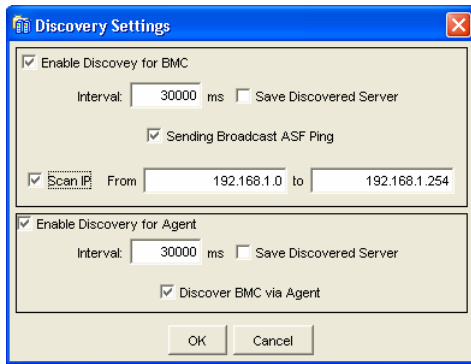 Discovery Settings
Enable Discovey for BMC
Interval: 30000 ms Save Discovered Server
Sending Broadcast ASF Ping
Scan IP From 192.168.1.0 to 192.168.1.254
Enable Discovery for Agent
Interval: 30000 ms Save Discovered Server
Discover BMC via Agent
OK Cancel